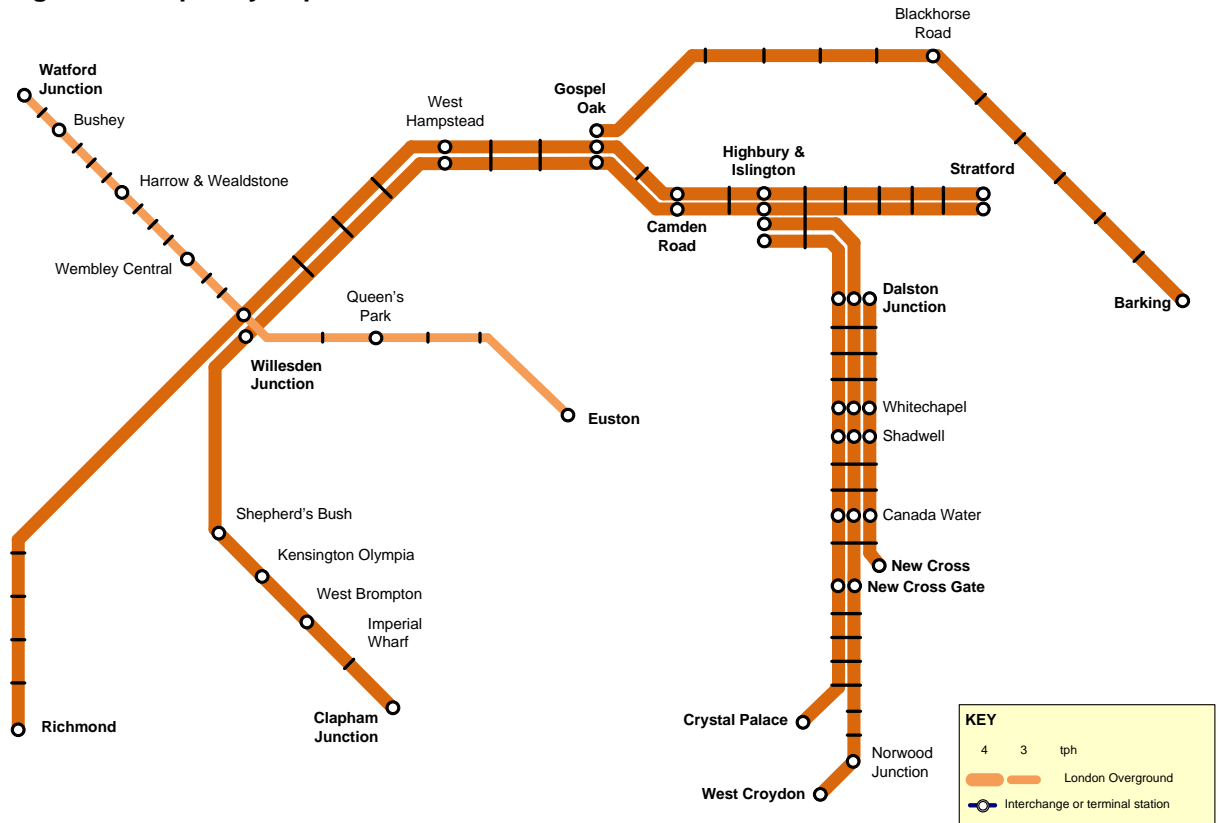 Blackhorse
Road
Watford
Junction
Bushey
West
Hampstead
Gospel
Oak
Highbury &
Islington
Stratford
Harrow & Wealdstone
Camden
Road
Wembley Central
Queen's
Park
Dalston
Junction
Barking
Willesden
Junction
Euston
Whitechapel
Shadwell
Shepherd's Bush
Canada Water
Kensington Olympia
New Cross
New Cross Gate
West Brompton
Imperial
Wharf
Richmond
Clapham
Junction
Crystal Palace
Norwood
Junction
West Croydon
KEY
4 3 tph
London Overground
Interchange or terminal station